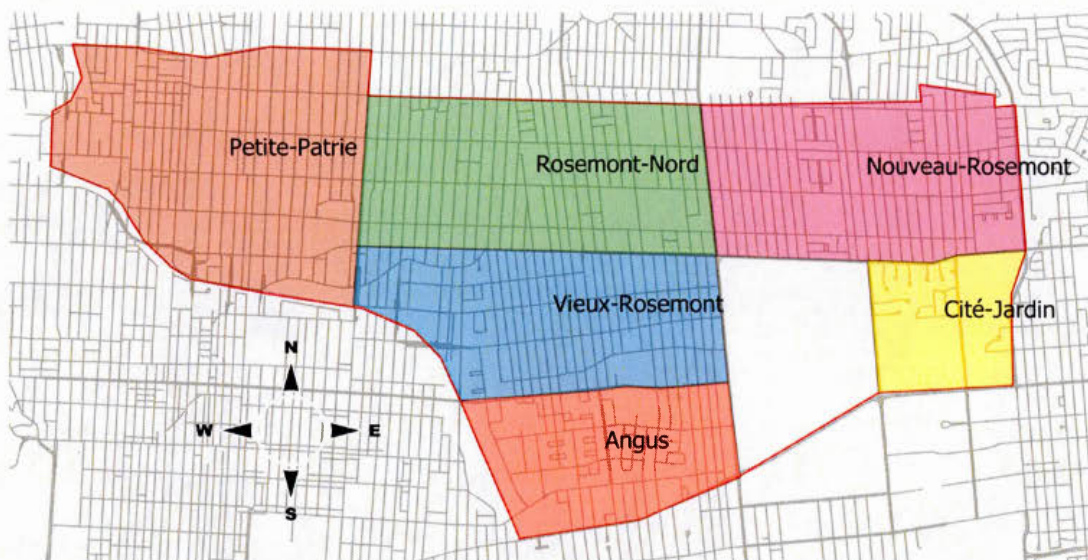 Petite-Patrie
Rosemont-Nord
Nouveau-Rosemont
Vieux-Rosemont
Cité-Jardin
N
W
E
S
Angus